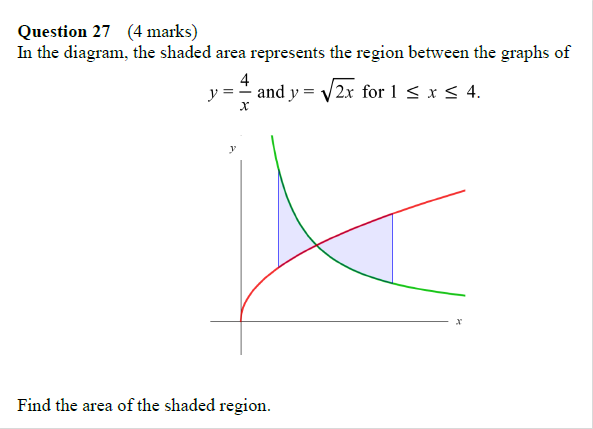 Question 27 (4 marks)
In the diagram, the shaded area represents the region between the graphs of
y = 4/x and y = √2x for 1 ≤ x ≤ 4.
y
x
Find the area of the shaded region.